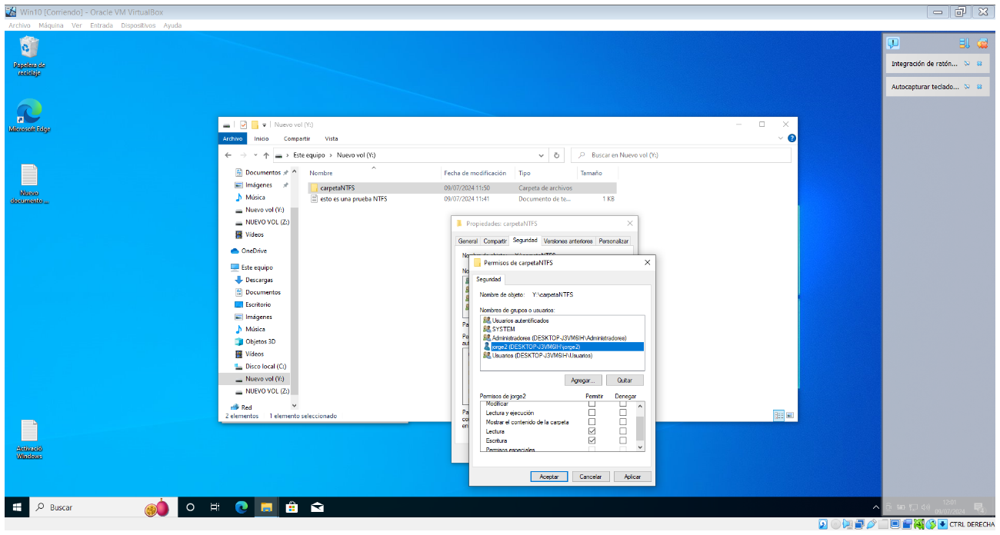 Win10 [Corriendo] - Oracle VM VirtualBox
Archivo Máquina Ver Entrada Dispositivos Ayuda
Papelera de
reciclaje
Microsoft Edge
Nuevo
documento ...
Activació
Windows
Integración de ratón...
Autocapturar teclado...
Nuevo vol (Y:)
Archivo Inicio Compartir Vista
Este equipo > Nuevo vol (Y:)
Buscar en Nuevo vol (Y:)
Documentos
Imágenes
Música
Nuevo vol (Y:)
NUEVO VOL (Z:)
Vídeos
OneDrive
Este equipo
Descargas
Documentos
Escritorio
Imágenes
Música
Objetos 3D
Vídeos
Disco local (C:)
Nuevo vol (Y:)
NUEVO VOL (Z:)
Red
Nombre Fecha de modificación Tipo Tamaño
carpetaNTFS 09/07/2024 11:50 Carpeta de archivos
esto es una prueba NTFS 09/07/2024 11:41 Documento de te... 1 KB
2 elementos 1 elemento seleccionado
Propiedades: carpetaNTFS
General Compartir Seguridad Versiones anteriores Personalizar
Permisos de carpetaNTFS
Seguridad
Nombre de objeto: Y:\carpetaNTFS
Nombres de grupos o usuarios:
Usuarios autentificados
SYSTEM
Administradores (DESKTOP-J3VM6IH\Administradores)
jorge2 (DESKTOP-J3VM6IH\jorge2)
Usuarios (DESKTOP-J3VM6IH\Usuarios)
Agregar... Quitar
Permisos de jorge2 Permitir Denegar
Modificar
Lectura y ejecución
Mostrar el contenido de la carpeta
Lectura
Escritura
Permisos especiales
Aceptar Cancelar Aplicar
Buscar
12:01
09/07/2024
CTRL DERECHA